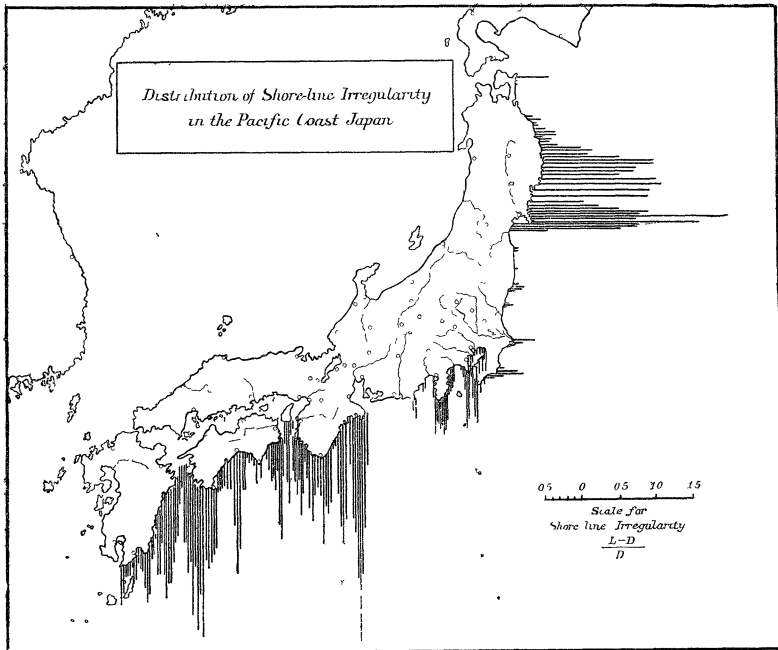 Distribution of Shore-line Irregularity
in the Pacific Coast Japan
05 0 05 10 15
Scale for
Shore line Irregularity
L-D
D